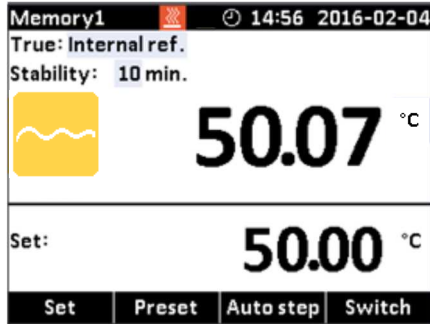 Memory1 14:56 2016-02-04
True: Internal ref.
Stability: 10 min.
50.07 °C
Set: 50.00 °C
Set Preset Auto step Switch